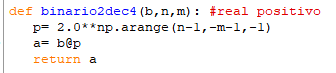 def binario2dec4(b,n,m): #real positivo
    p= 2.0**np.arange(n-1,-m-1,-1)
    a= b@p
    return a